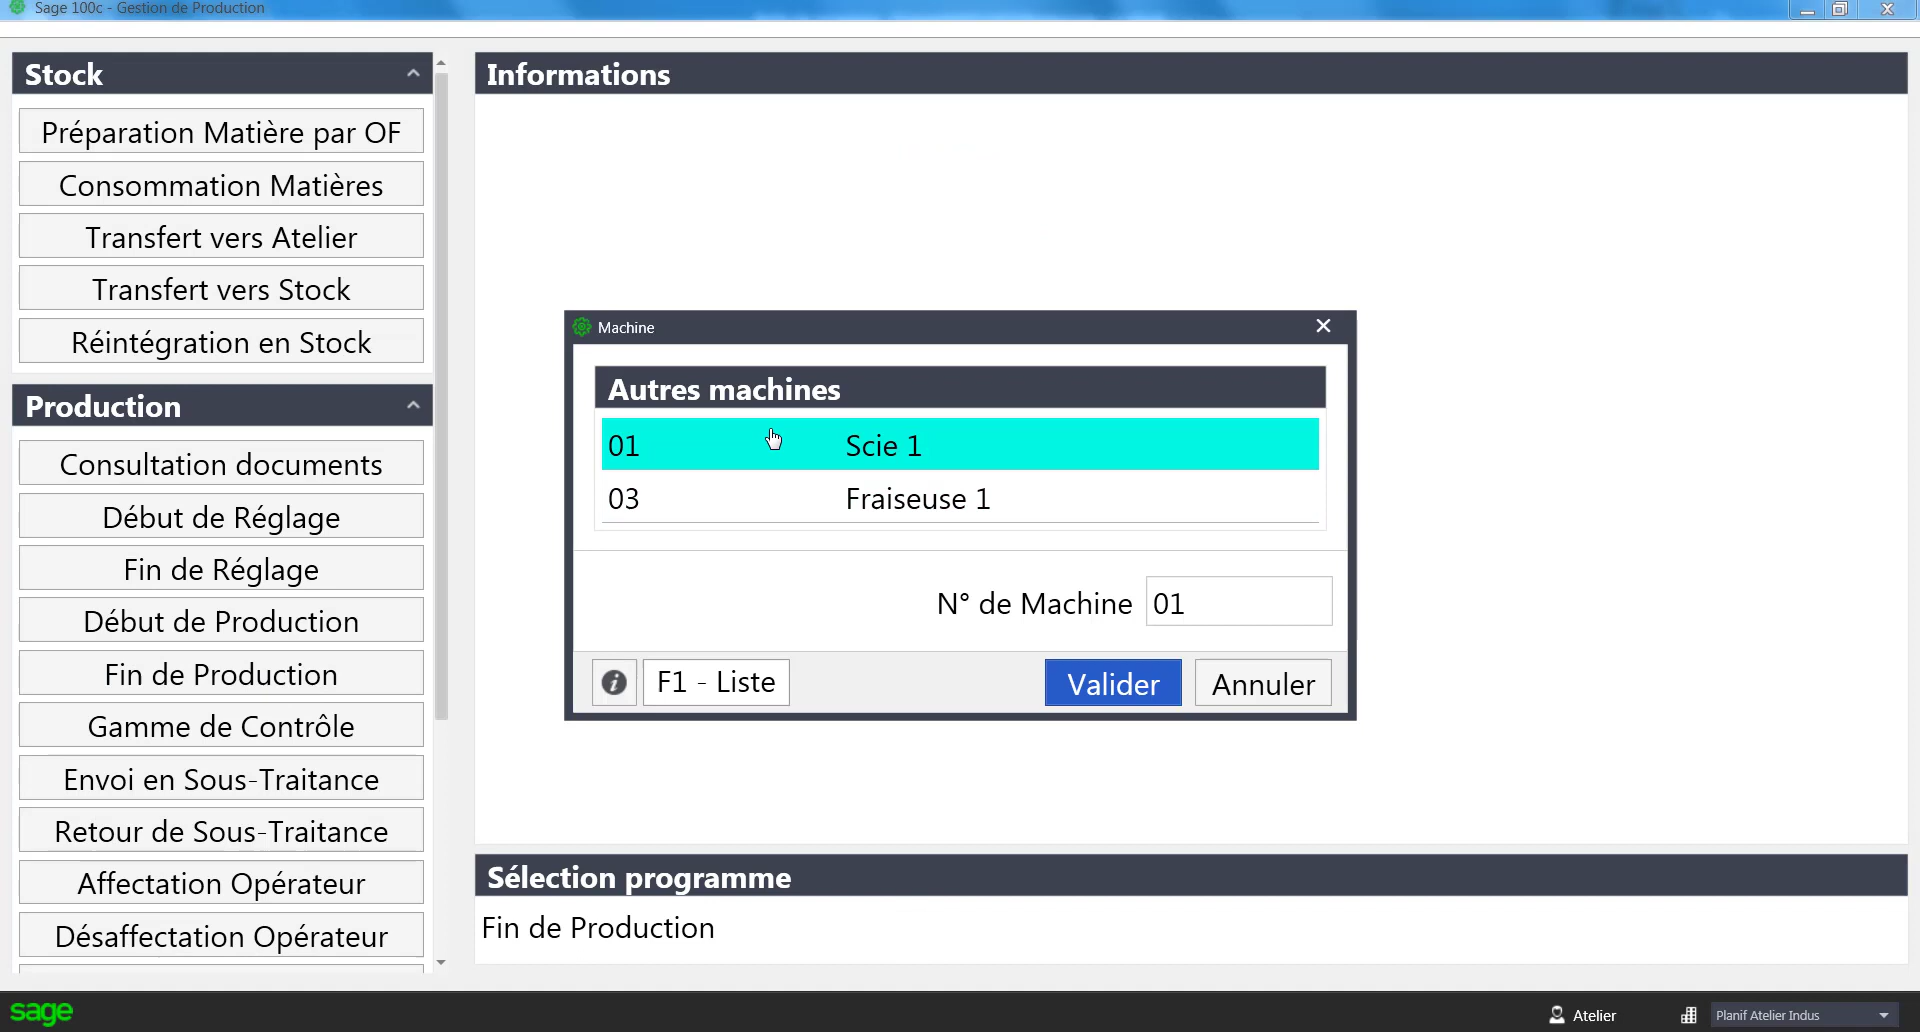 Sage 100c - Gestion de Production
Stock
Préparation Matière par OF
Consommation Matières
Transfert vers Atelier
Transfert vers Stock
Réintégration en Stock
Production
Consultation documents
Début de Réglage
Fin de Réglage
Début de Production
Fin de Production
Gamme de Contrôle
Envoi en Sous-Traitance
Retour de Sous-Traitance
Affectation Opérateur
Désaffectation Opérateur
Informations
Machine
Autres machines
01 Scie 1
03 Fraiseuse 1
N° de Machine 01
F1 - Liste
Valider
Annuler
Sélection programme
Fin de Production
sage
Atelier
Planif Atelier Indus